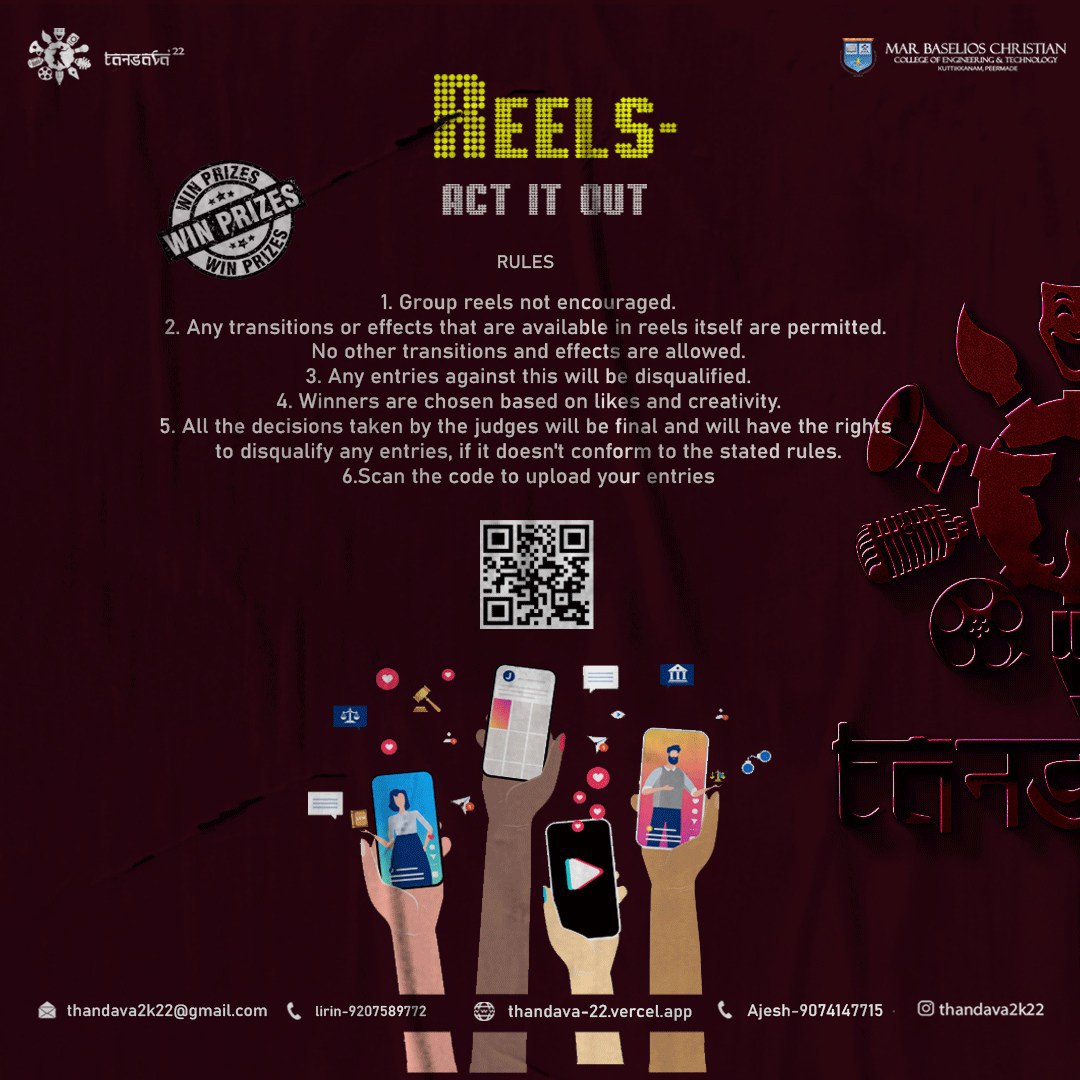 tanďava '22
MAR BASELIOS CHRISTIAN
COLLEGE OF ENGINEERING & TECHNOLOGY
KUTTIKKANAM, PEERMADE
REELS-
ACT IT OUT
WIN PRIZES
WIN PRIZES
WIN PRIZES
RULES
1. Group reels not encouraged.
2. Any transitions or effects that are available in reels itself are permitted.
No other transitions and effects are allowed.
3. Any entries against this will be disqualified.
4. Winners are chosen based on likes and creativity.
5. All the decisions taken by the judges will be final and will have the rights
to disqualify any entries, if it doesn't conform to the stated rules.
6.Scan the code to upload your entries
thandava2k22@gmail.com
lirin-9207589772
thandava-22.vercel.app
Ajesh-9074147715
thandava2k22